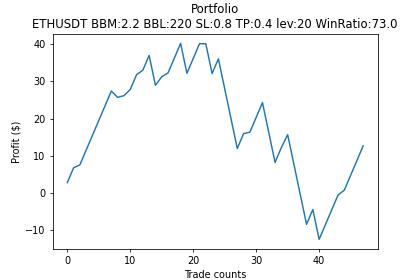 Portfolio
ETHUSDT BBM:2.2 BBL:220 SL:0.8 TP:0.4 lev:20 WinRatio:73.0
40
30
20
10
0
−10
Profit ($)
0 10 20 30 40
Trade counts